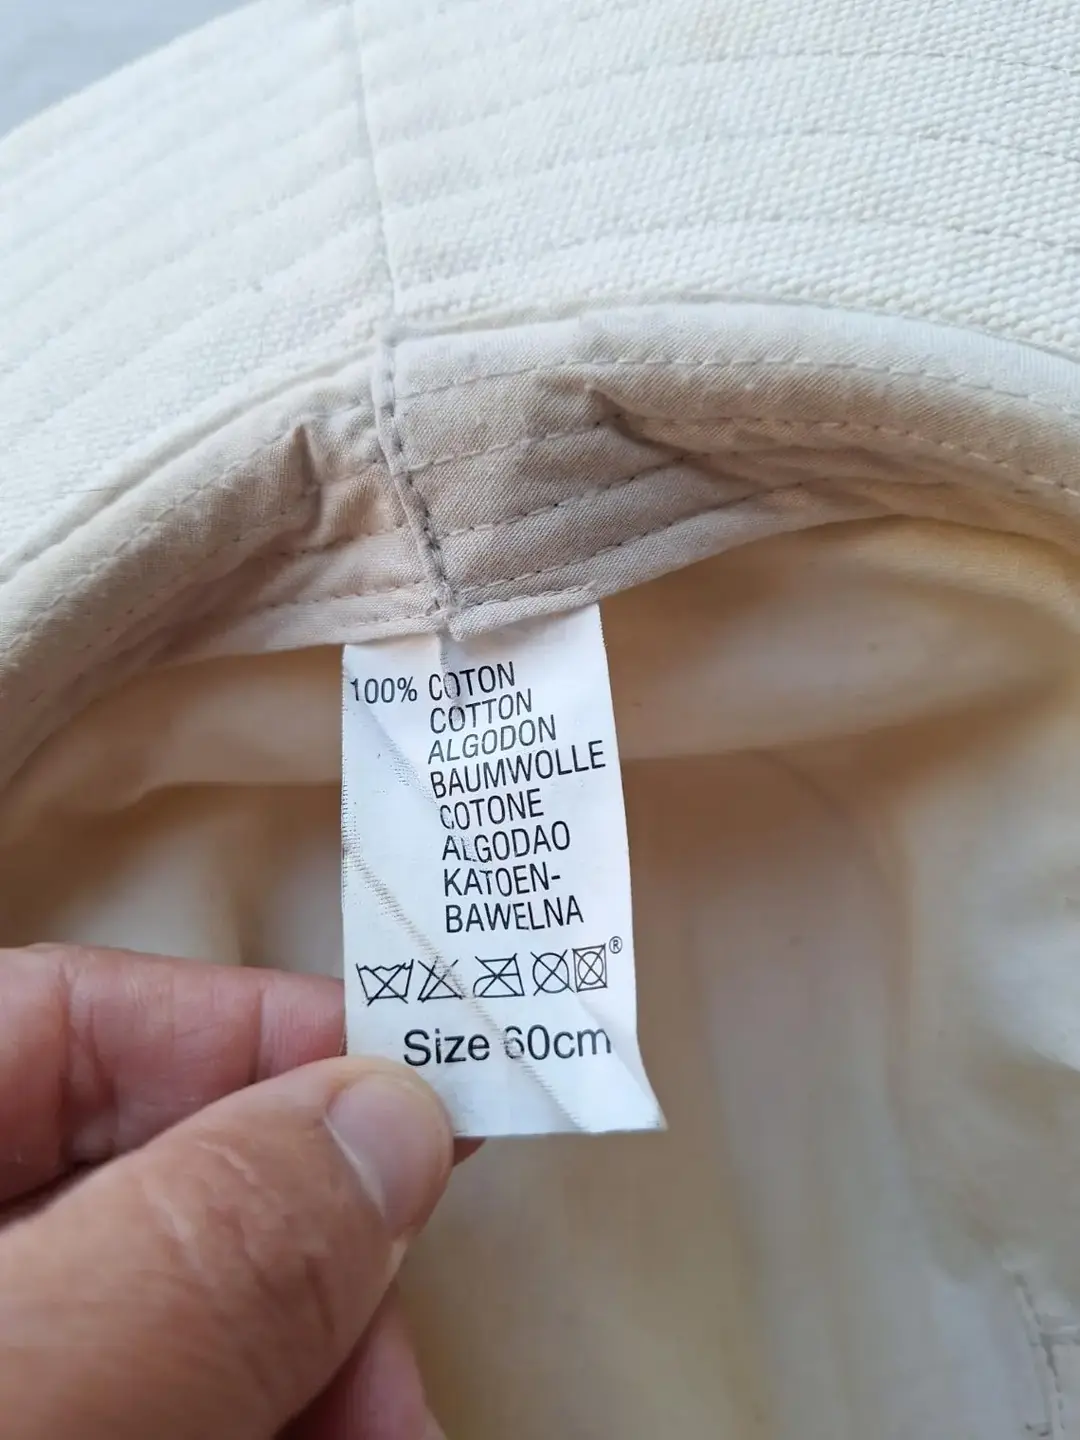 100% COTON
COTTON
ALGODON
BAUMWOLLE
COTONE
ALGODAO
KATOEN-
BAWELNA
®
Size 60cm